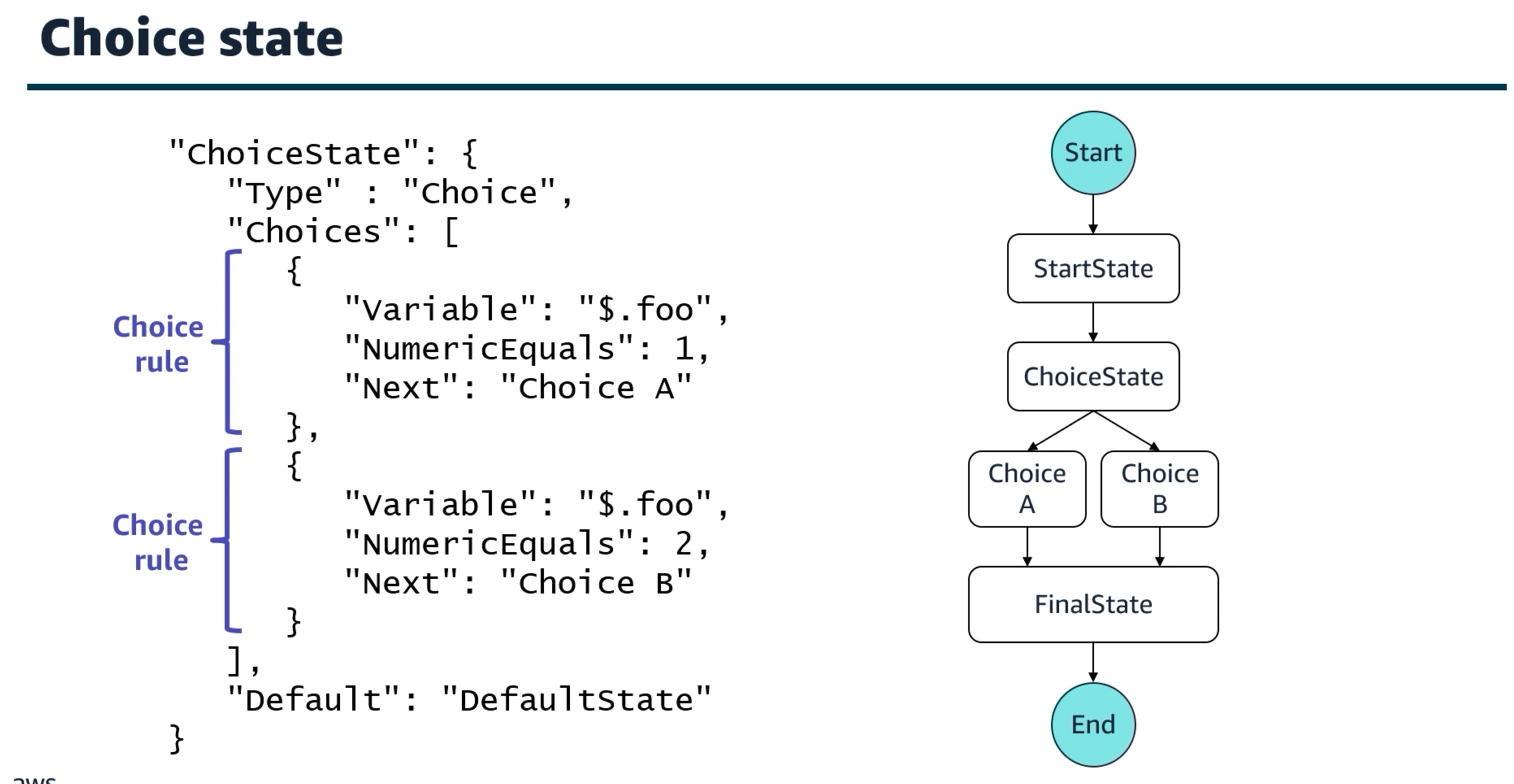 Choice state
"ChoiceState": {
"Type" : "Choice",
"Choices": [
{
"Variable": "$.foo",
"NumericEquals": 1,
"Next": "Choice A"
},
{
"Variable": "$.foo",
"NumericEquals": 2,
"Next": "Choice B"
}
],
"Default": "DefaultState"
}
Choice
rule
Choice
rule
Start
StartState
ChoiceState
Choice
A
Choice
B
FinalState
End
aws